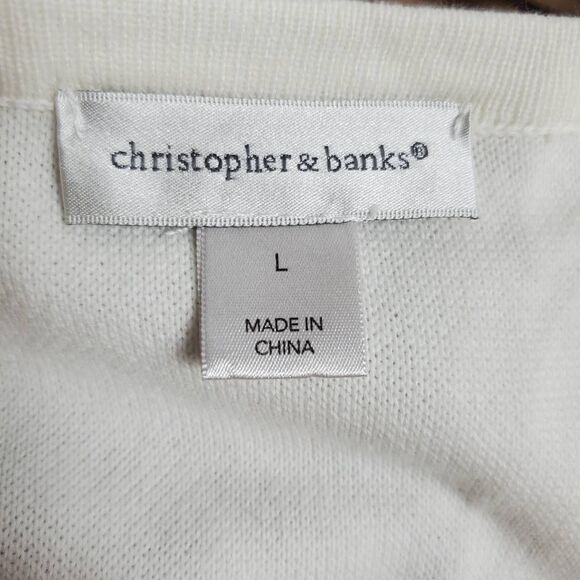 christopher & banks®
L
MADE IN
CHINA